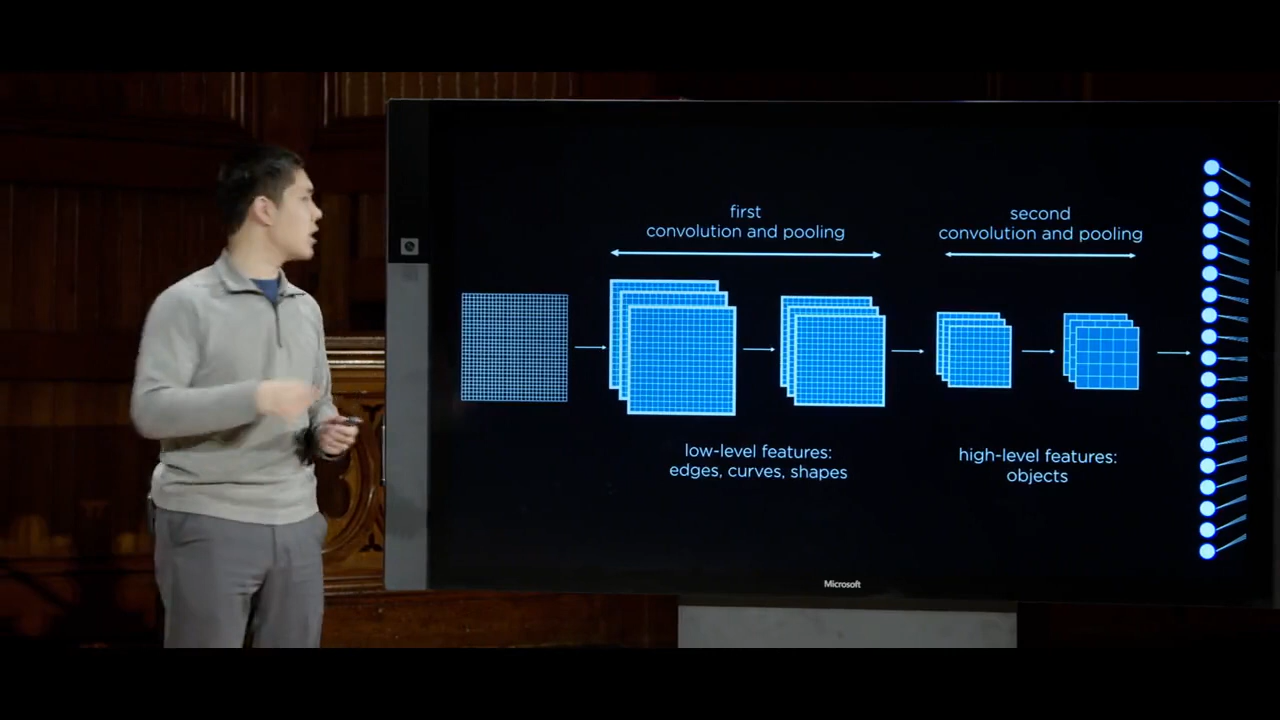 first
convolution and pooling
second
convolution and pooling
low-level features:
edges, curves, shapes
high-level features:
objects
Microsoft